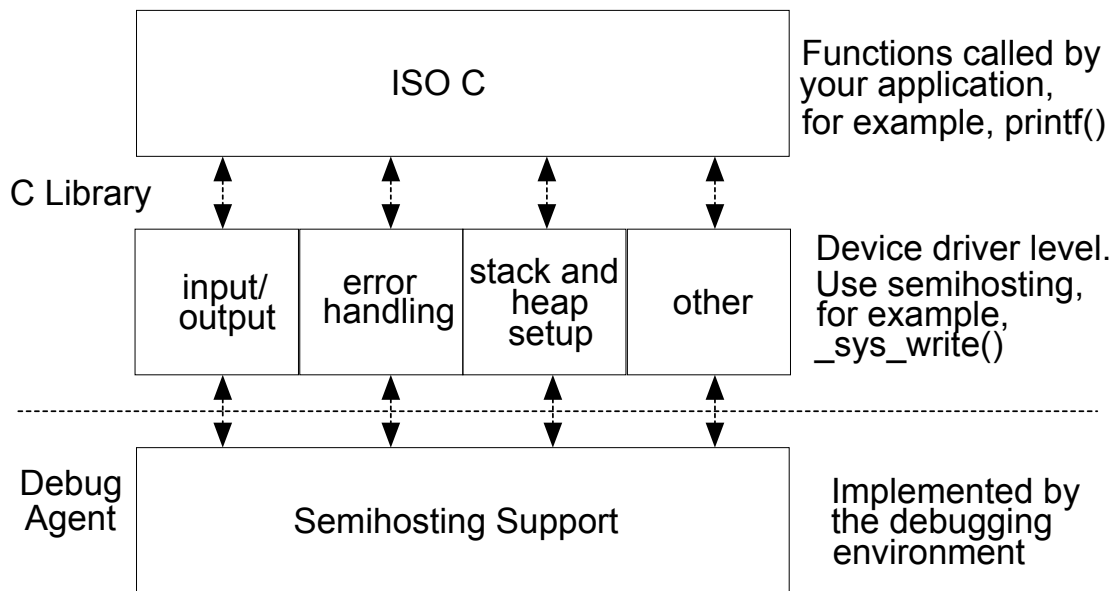 ISO C
Functions called by
your application,
for example, printf()
C Library
input/
output
error
handling
stack and
heap
setup
other
Device driver level.
Use semihosting,
for example,
_sys_write()
Debug
Agent
Semihosting Support
Implemented by
the debugging
environment